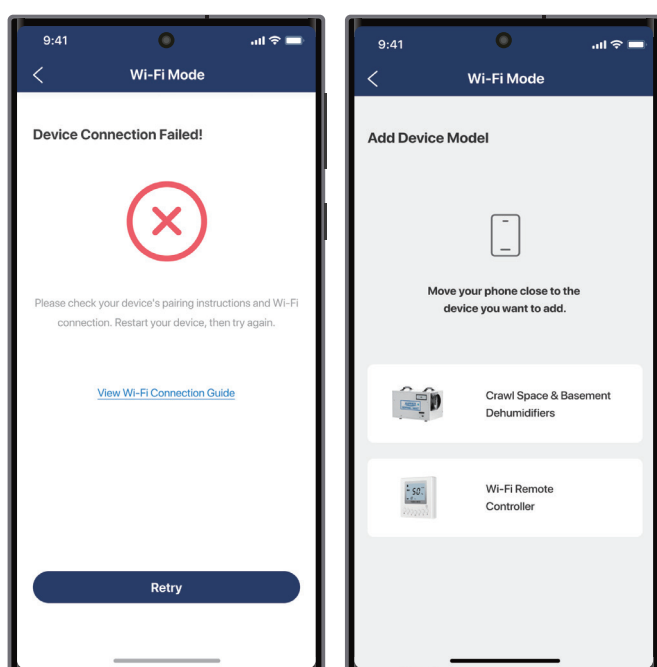 9:41
Wi-Fi Mode
Device Connection Failed!
Please check your device's pairing instructions and Wi-Fi
connection. Restart your device, then try again.
View Wi-Fi Connection Guide
Retry
9:41
Wi-Fi Mode
Add Device Model
Move your phone close to the
device you want to add.
Crawl Space & Basement
Dehumidifiers
50
Wi-Fi Remote
Controller